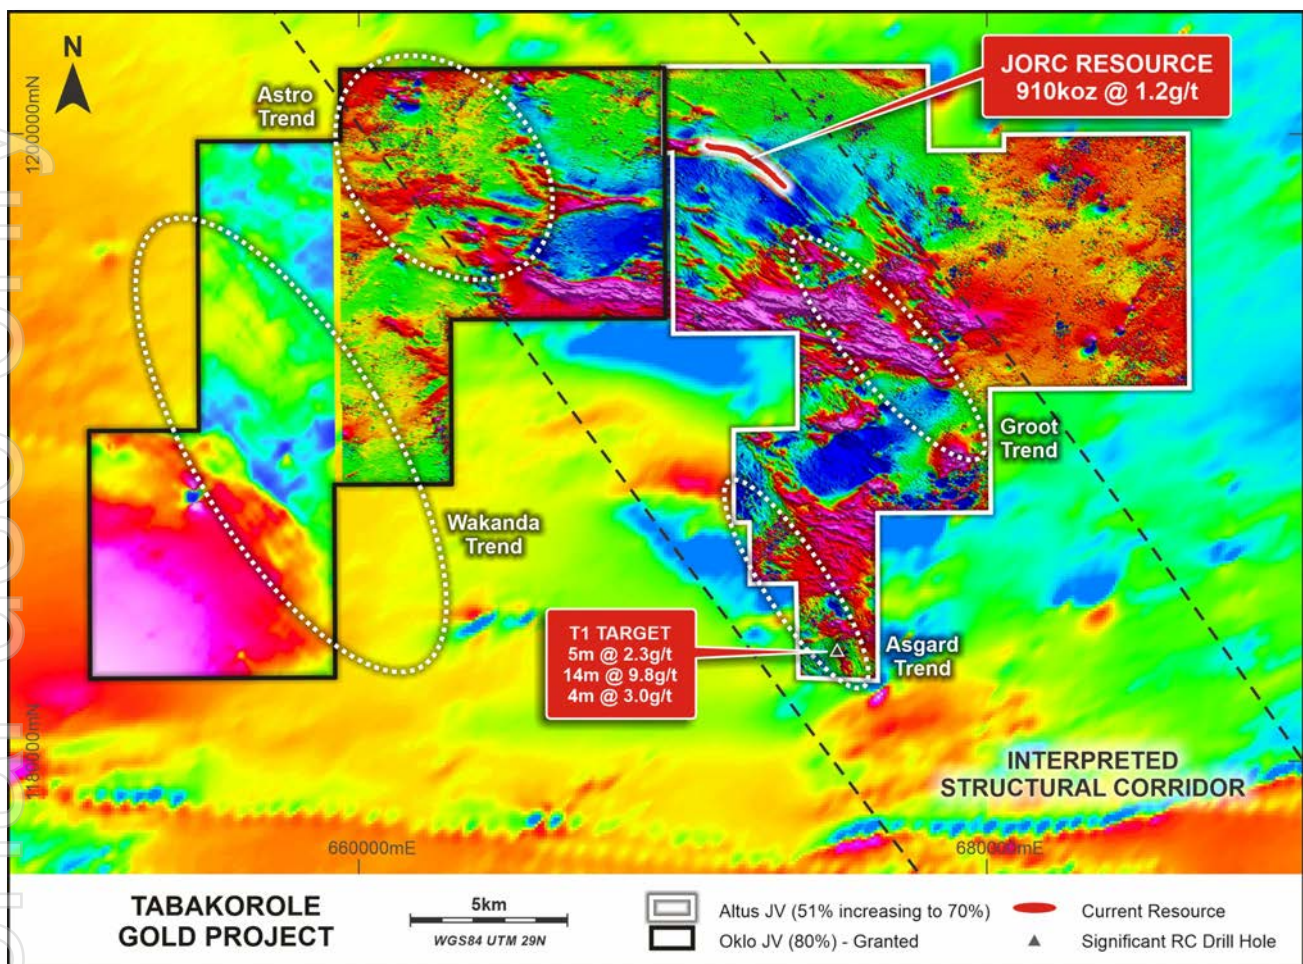 N
Astro
Trend
JORC RESOURCE
910koz @ 1.2g/t
1200000mN
Groot
Trend
Wakanda
Trend
T1 TARGET
5m @ 2.3g/t
14m @ 9.8g/t
4m @ 3.0g/t
Asgard
Trend
1180000mN
INTERPRETED
STRUCTURAL CORRIDOR
660000mE
680000mE
TABAKOROLE
GOLD PROJECT
5km
WGS84 UTM 29N
Altus JV (51% increasing to 70%)
Oklo JV (80%) - Granted
Current Resource
Significant RC Drill Hole